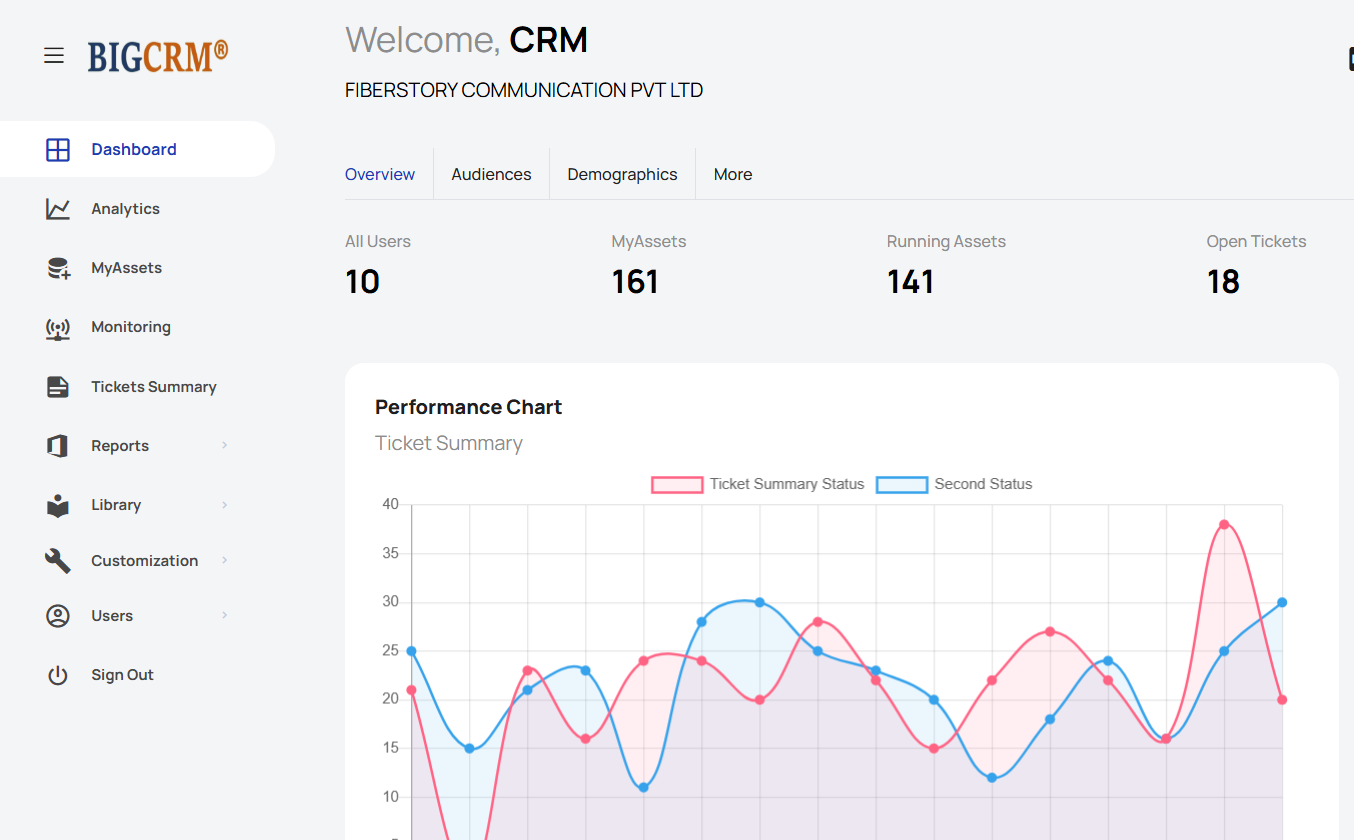 BIGCRM®
Dashboard
Analytics
MyAssets
Monitoring
Tickets Summary
Reports
Library
Customization
Users
Sign Out
Welcome, CRM
FIBERSTORY COMMUNICATION PVT LTD
Overview Audiences Demographics More
All Users MyAssets Running Assets Open Tickets
10 161 141 18
Performance Chart
Ticket Summary
Ticket Summary Status Second Status
40
35
30
25
20
15
10